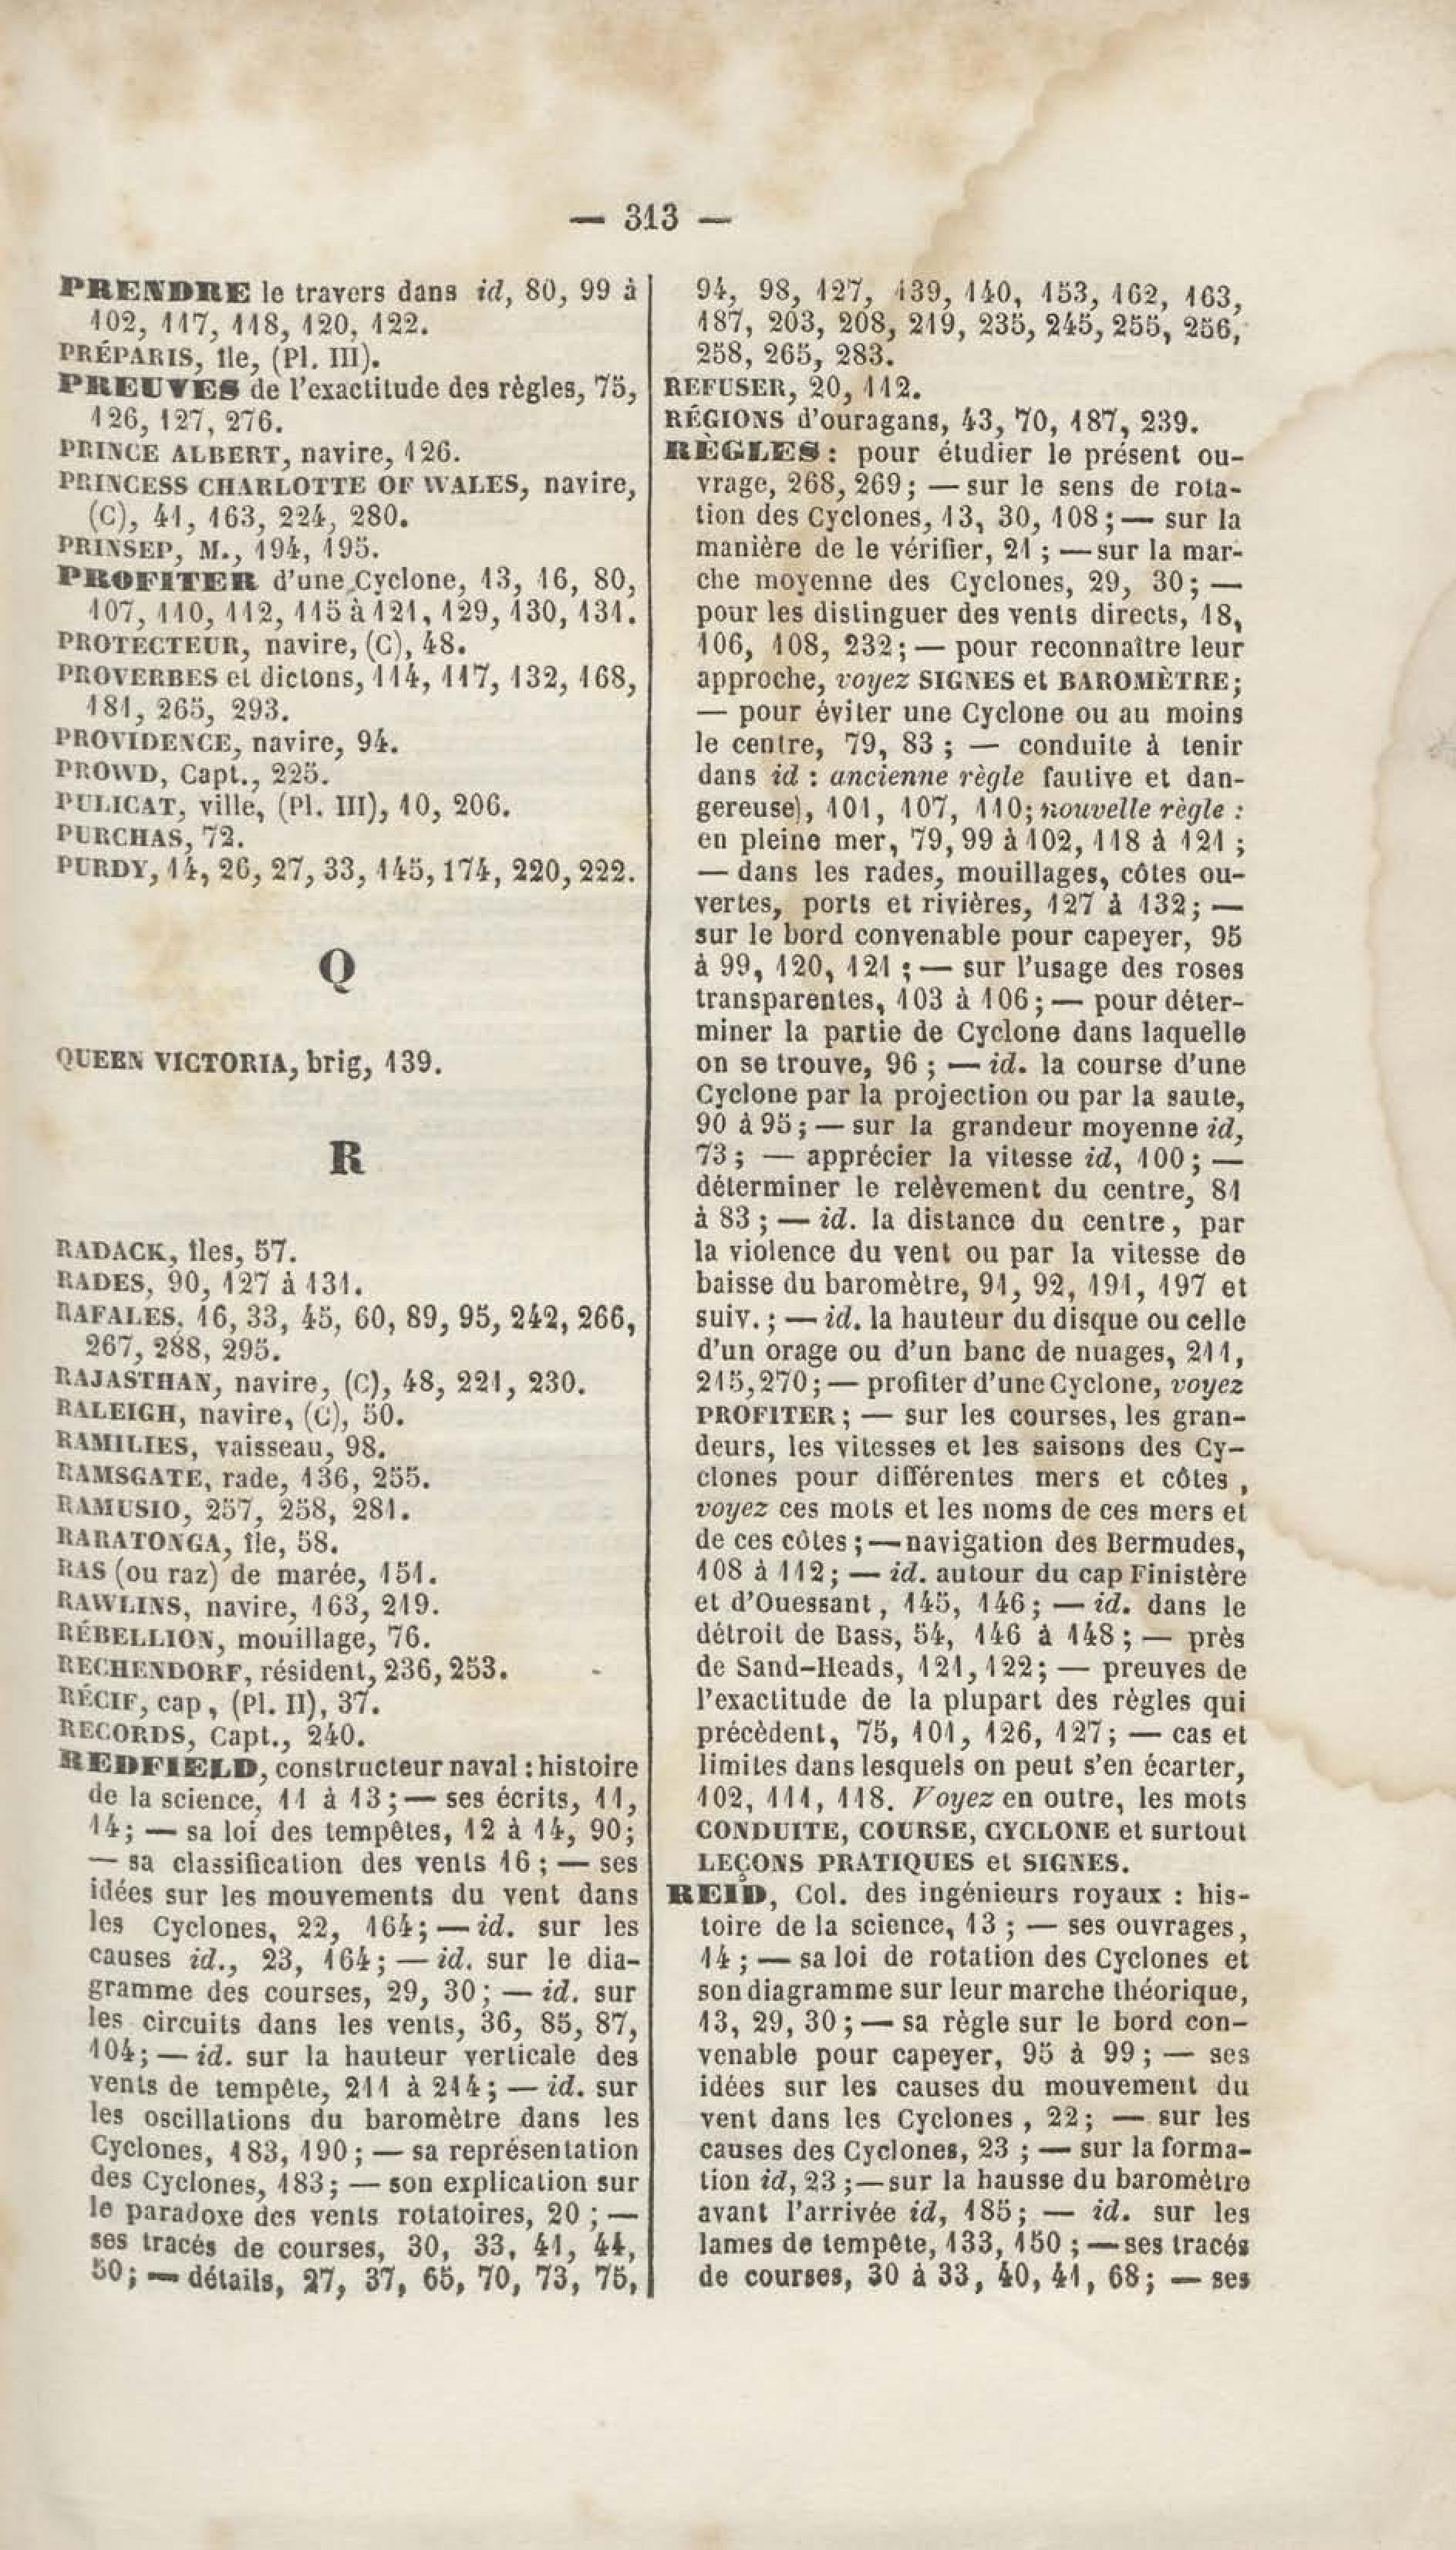 — 313 —
PRENDRE le travers dans id, 80, 99 à
102, 117, 118, 120, 122.
PRÉPARIS, île, (Pl. III).
PREUVES de l'exactitude des règles, 75,
126, 127, 276.
PRINCE ALBERT, navire, 126.
PRINCESS CHARLOTTE OF WALES, navire,
(C), 41, 163, 224, 280.
PRINSEP, M., 194, 195.
PROFITER d'une Cyclone, 13, 16, 80,
107, 110, 112, 115 à 121, 129, 130, 131.
PROTECTEUR, navire, (C), 48.
PROVERBES et dictons, 114, 117, 132, 168,
181, 265, 293.
PROVIDENCE, navire, 94.
PROWD, Capt., 225.
PULICAT, ville, (Pl. III), 10, 206.
PURCHAS, 72.
PURDY, 14, 26, 27, 33, 145, 174, 220, 222.
Q
QUEEN VICTORIA, brig, 139.
R
RADACK, îles, 57.
RADES, 90, 127 à 131.
RAFALES, 16, 33, 45, 60, 89, 95, 242, 266,
267, 288, 295.
RAJASTHAN, navire, (C), 48, 221, 230.
RALEIGH, navire, (C), 50.
RAMILIES, vaisseau, 98.
RAMSGATE, rade, 136, 255.
RAMUSIO, 257, 258, 281.
RARATONGA, île, 58.
RAS (ou raz) de marée, 151.
RAWLINS, navire, 163, 219.
RÉBELLION, mouillage, 76.
RECHENDORF, résident, 236, 253.
RÉCIF, cap, (Pl. II), 37.
RECORDS, Capt., 240.
REDFIELD, constructeur naval : histoire
de la science, 11 à 13; — ses écrits, 11,
14; — sa loi des tempêtes, 12 à 14, 90;
— sa classification des vents 16 ; — ses
idées sur les mouvements du vent dans
les Cyclones, 22, 164; — id. sur les
causes id., 23, 164; — id. sur le dia-
gramme des courses, 29, 30; — id. sur
les circuits dans les vents, 36, 85, 87,
104; — id. sur la hauteur verticale des
vents de tempête, 211 à 214; — id. sur
les oscillations du baromètre dans les
Cyclones, 183, 190 ; — sa représentation
des Cyclones, 183; — son explication sur
le paradoxe des vents rotatoires, 20 ; —
ses tracés de courses, 30, 33, 41, 44,
50; — détails, 27, 37, 65, 70, 73, 75,
94, 98, 127, 139, 140, 153, 162, 163,
187, 203, 208, 219, 235, 245, 255, 256,
258, 265, 283.
REFUSER, 20, 112.
RÉGIONS d'ouragans, 43, 70, 187, 239.
RÈGLES : pour étudier le présent ou-
vrage, 268, 269 ; — sur le sens de rota-
tion des Cyclones, 13, 30, 108 ; — sur la
manière de le vérifier, 21 ; — sur la mar-
che moyenne des Cyclones, 29, 30; —
pour les distinguer des vents directs, 18,
106, 108, 232; — pour reconnaître leur
approche, voyez SIGNES et BAROMÈTRE;
— pour éviter une Cyclone ou au moins
le centre, 79, 83 ; — conduite à tenir
dans id : ancienne règle fautive et dan-
gereuse), 101, 107, 110; nouvelle règle :
en pleine mer, 79, 99 à 102, 118 à 121 ;
— dans les rades, mouillages, côtes ou-
vertes, ports et rivières, 127 à 132; —
sur le bord convenable pour capeyer, 95
à 99, 120, 121 ; — sur l'usage des roses
transparentes, 103 à 106; — pour déter-
miner la partie de Cyclone dans laquelle
on se trouve, 96 ; — id. la course d'une
Cyclone par la projection ou par la saute,
90 à 95 ; — sur la grandeur moyenne id,
73 ; — apprécier la vitesse id, 100 ; —
déterminer le relèvement du centre, 81
à 83 ; — id. la distance du centre, par
la violence du vent ou par la vitesse de
baisse du baromètre, 91, 92, 191, 197 et
suiv. ; — id. la hauteur du disque ou celle
d'un orage ou d'un banc de nuages, 211,
215, 270 ; — profiter d'une Cyclone, voyez
PROFITER ; — sur les courses, les gran-
deurs, les vitesses et les saisons des Cy-
clones pour différentes mers et côtes ,
voyez ces mots et les noms de ces mers et
de ces côtes ; — navigation des Bermudes,
108 à 112 ; — id. autour du cap Finistère
et d'Ouessant, 145, 146; — id. dans le
détroit de Bass, 54, 146 à 148 ; — près
de Sand-Heads, 121, 122; — preuves de
l'exactitude de la plupart des règles qui
précèdent, 75, 101, 126, 127; — cas et
limites dans lesquels on peut s'en écarter,
102, 111, 118. Voyez en outre, les mots
CONDUITE, COURSE, CYCLONE et surtout
LEÇONS PRATIQUES et SIGNES.
REID, Col. des ingénieurs royaux : his-
toire de la science, 13 ; — ses ouvrages,
14 ; — sa loi de rotation des Cyclones et
son diagramme sur leur marche théorique,
13, 29, 30 ; — sa règle sur le bord con-
venable pour capeyer, 95 à 99 ; — ses
idées sur les causes du mouvement du
vent dans les Cyclones , 22; — sur les
causes des Cyclones, 23 ; — sur la forma-
tion id, 23 ; — sur la hausse du baromètre
avant l'arrivée id, 185; — id. sur les
lames de tempête, 133, 150 ; — ses tracés
de courses, 30 à 33, 40, 41, 68; — ses